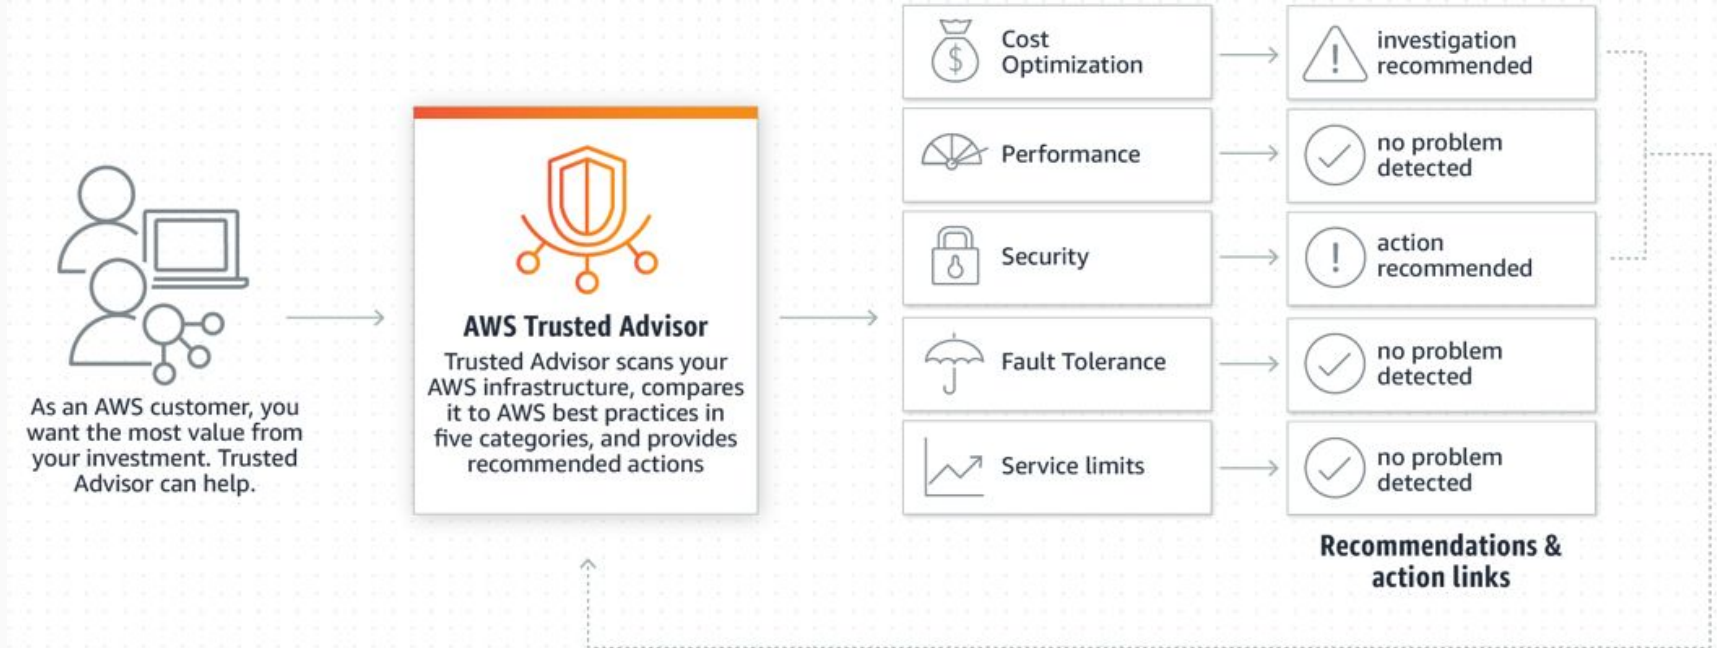 As an AWS customer, you
want the most value from
your investment. Trusted
Advisor can help.
AWS Trusted Advisor
Trusted Advisor scans your
AWS infrastructure, compares
it to AWS best practices in
five categories, and provides
recommended actions
Cost
Optimization
investigation
recommended
Performance
no problem
detected
Security
action
recommended
Fault Tolerance
no problem
detected
Service limits
no problem
detected
Recommendations &
action links